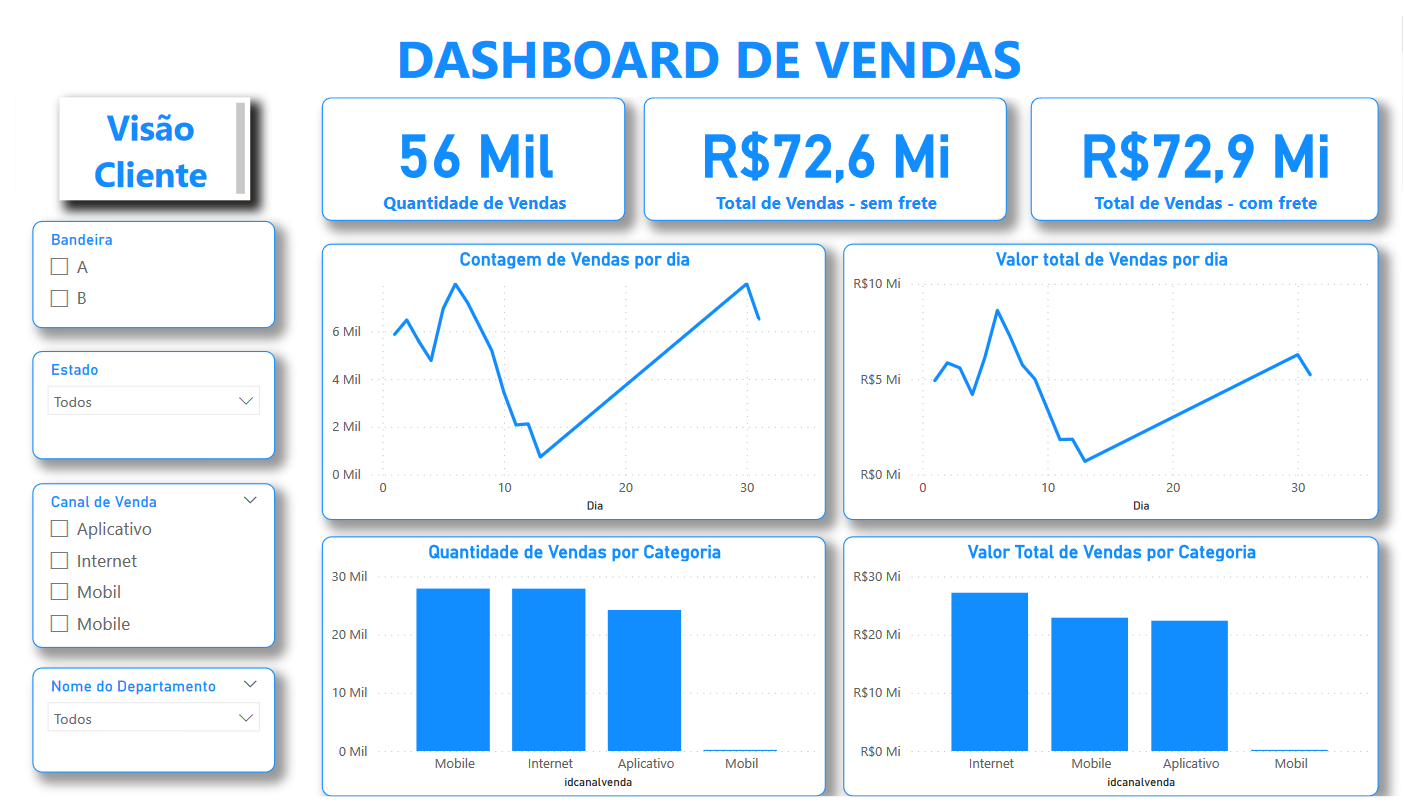 DASHBOARD DE VENDAS
Visão
Cliente
56 Mil
Quantidade de Vendas
R$72,6 Mi
Total de Vendas - sem frete
R$72,9 Mi
Total de Vendas - com frete
Bandeira
A
B
Estado
Todos
Canal de Venda
Aplicativo
Internet
Mobil
Mobile
Nome do Departamento
Todos
Contagem de Vendas por dia
6 Mil
4 Mil
2 Mil
0 Mil
0 10 20 30
Dia
Valor total de Vendas por dia
R$10 Mi
R$5 Mi
R$0 Mi
0 10 20 30
Dia
Quantidade de Vendas por Categoria
30 Mil
20 Mil
10 Mil
0 Mil
Mobile Internet Aplicativo Mobil
idcanalvenda
Valor Total de Vendas por Categoria
R$30 Mi
R$20 Mi
R$10 Mi
R$0 Mi
Internet Mobile Aplicativo Mobil
idcanalvenda